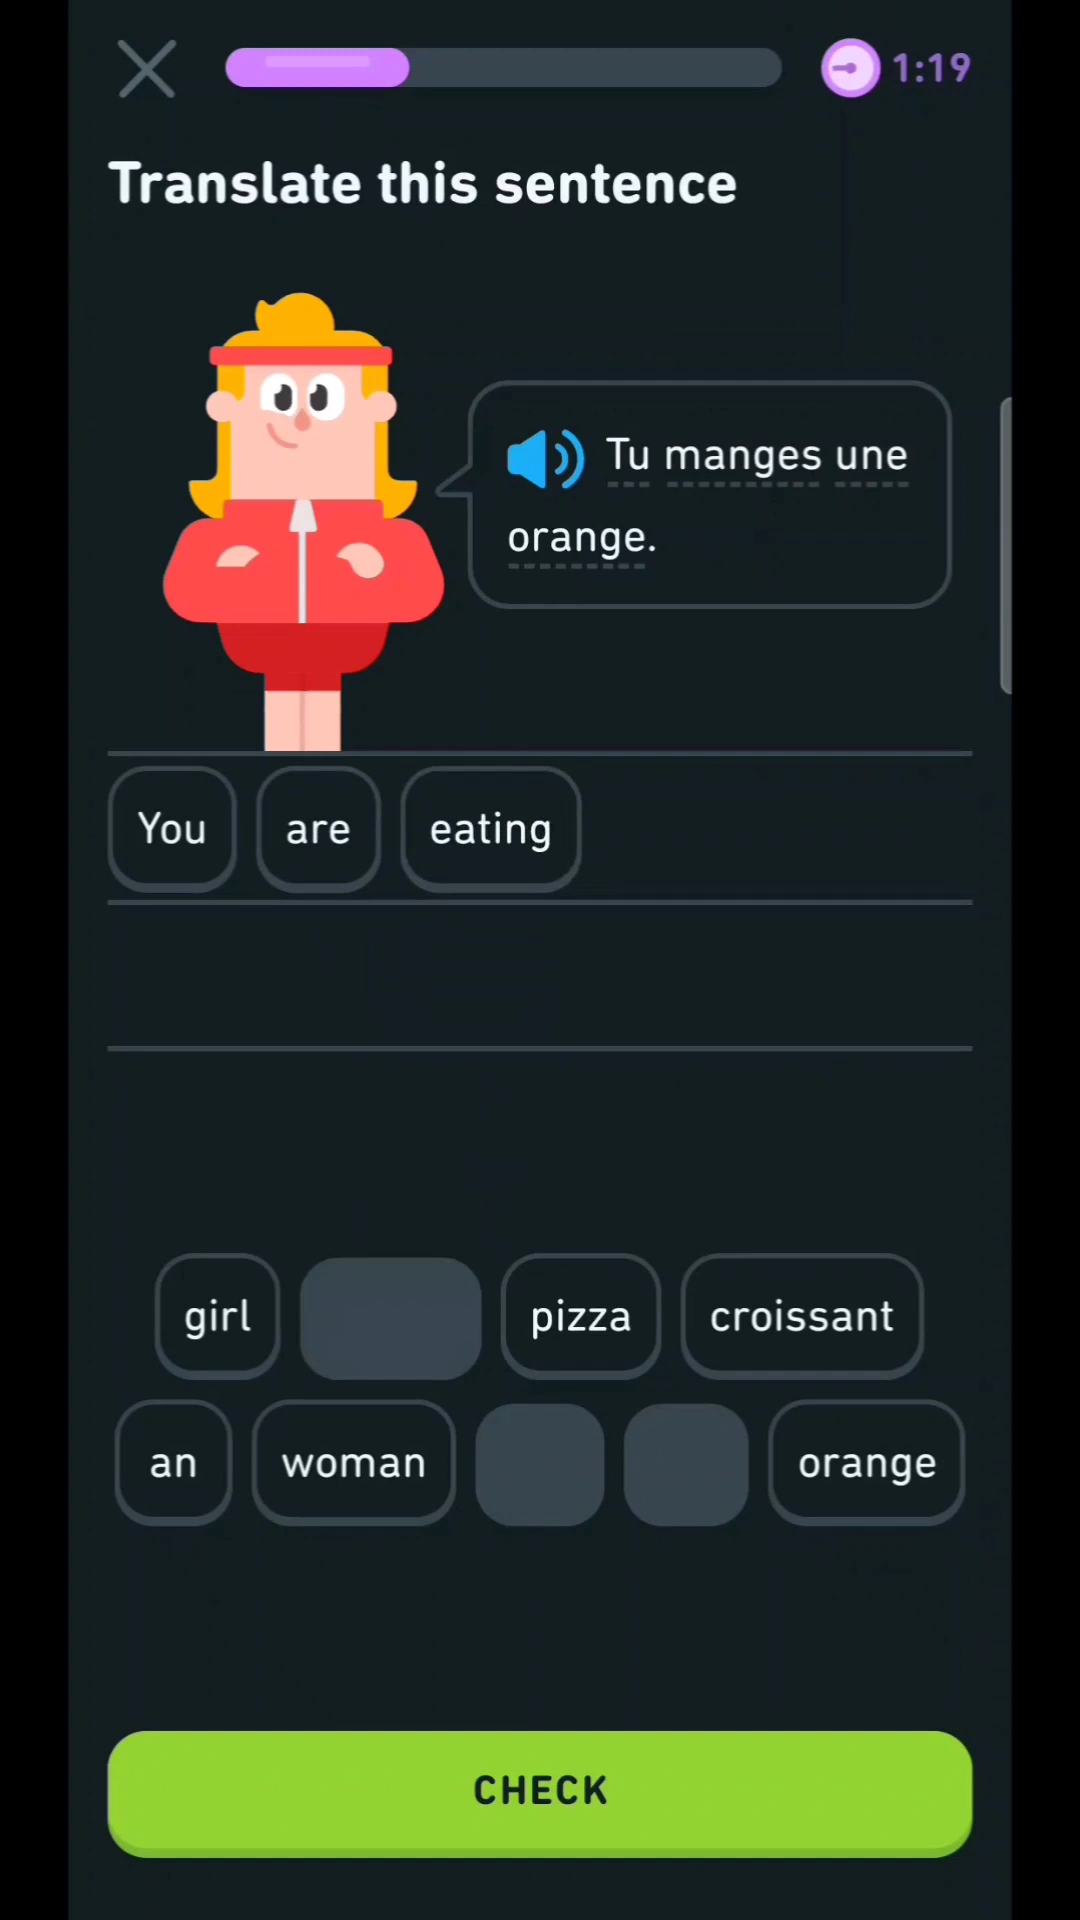 1:19
Translate this sentence
Tu manges une
orange.
You are eating
girl pizza croissant
an woman orange
CHECK